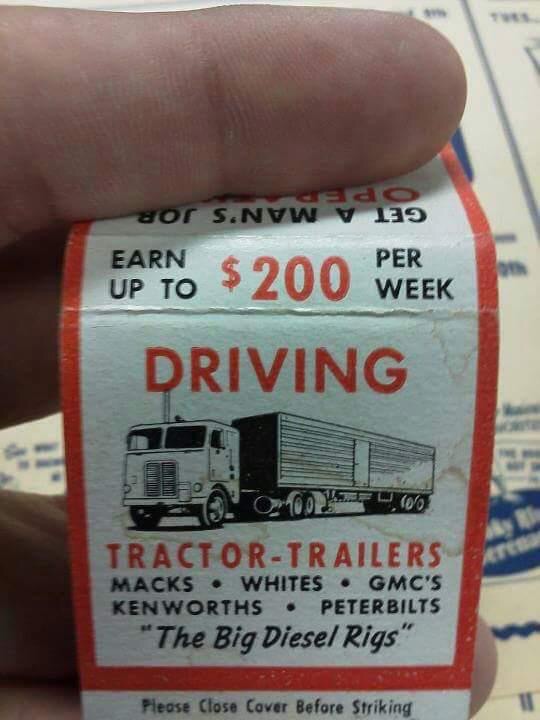 GET A MAN'S JOB
EARN UP TO $200 PER WEEK
DRIVING
TRACTOR-TRAILERS
MACKS • WHITES • GMC'S
KENWORTHS • PETERBILTS
"The Big Diesel Rigs"
Please Close Cover Before Striking